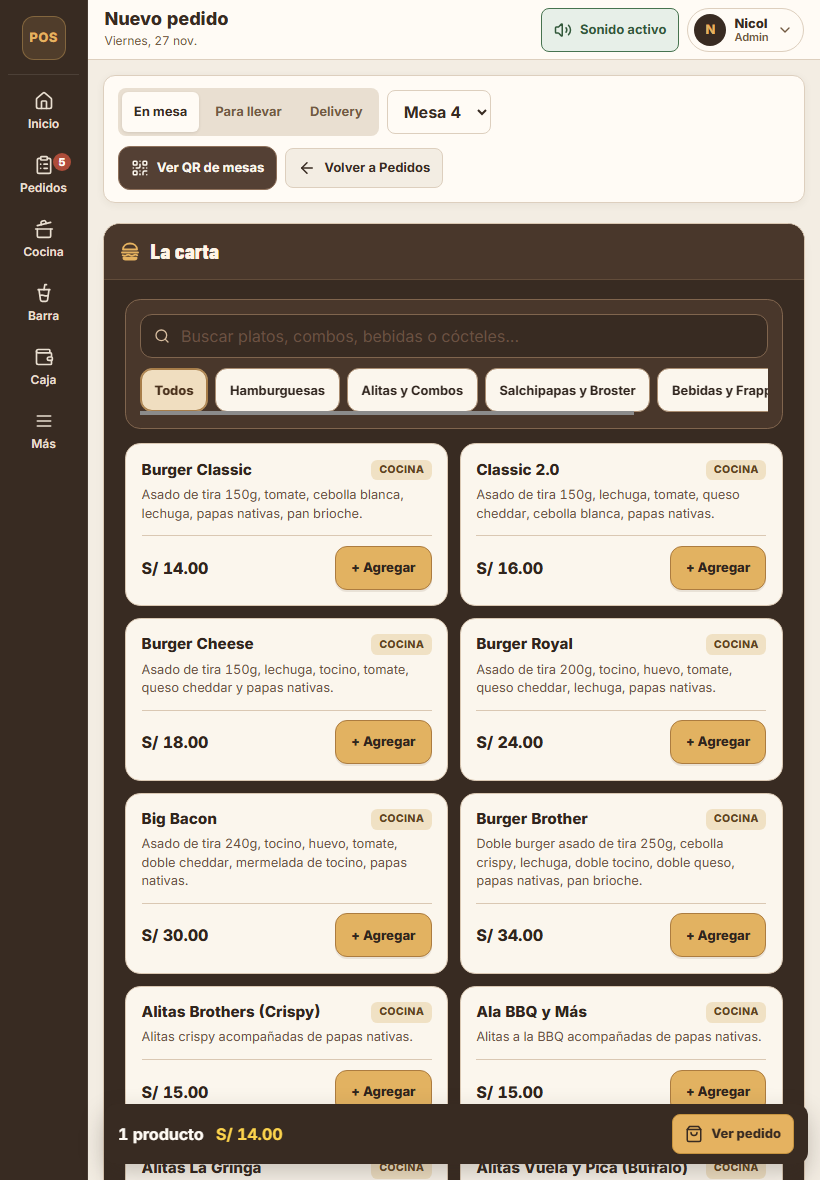 POS
Inicio
5
Pedidos
Cocina
Barra
Caja
Más
Nuevo pedido
Viernes, 27 nov.
Sonido activo
N
Nicol
Admin
En mesa
Para llevar
Delivery
Mesa 4
Ver QR de mesas
Volver a Pedidos
La carta
Buscar platos, combos, bebidas o cócteles...
Todos
Hamburguesas
Alitas y Combos
Salchipapas y Broster
Bebidas y Frapp
Burger Classic
COCINA
Asado de tira 150g, tomate, cebolla blanca,
lechuga, papas nativas, pan brioche.
S/ 14.00
+ Agregar
Classic 2.0
COCINA
Asado de tira 150g, lechuga, tomate, queso
cheddar, cebolla blanca, papas nativas.
S/ 16.00
+ Agregar
Burger Cheese
COCINA
Asado de tira 150g, lechuga, tocino, tomate,
queso cheddar y papas nativas.
S/ 18.00
+ Agregar
Burger Royal
COCINA
Asado de tira 200g, tocino, huevo, tomate,
queso cheddar, lechuga, papas nativas.
S/ 24.00
+ Agregar
Big Bacon
COCINA
Asado de tira 240g, tocino, huevo, tomate,
doble cheddar, mermelada de tocino, papas
nativas.
S/ 30.00
+ Agregar
Burger Brother
COCINA
Doble burger asado de tira 250g, cebolla
crispy, lechuga, doble tocino, doble queso,
papas nativas, pan brioche.
S/ 34.00
+ Agregar
Alitas Brothers (Crispy)
COCINA
Alitas crispy acompañadas de papas nativas.
S/ 15.00
+ Agregar
Ala BBQ y Más
COCINA
Alitas a la BBQ acompañadas de papas nativas.
S/ 15.00
+ Agregar
1 producto S/ 14.00
Ver pedido
Alitas La Gringa
COCINA
Alitas Vuela y Pica (Buffalo)
COCINA